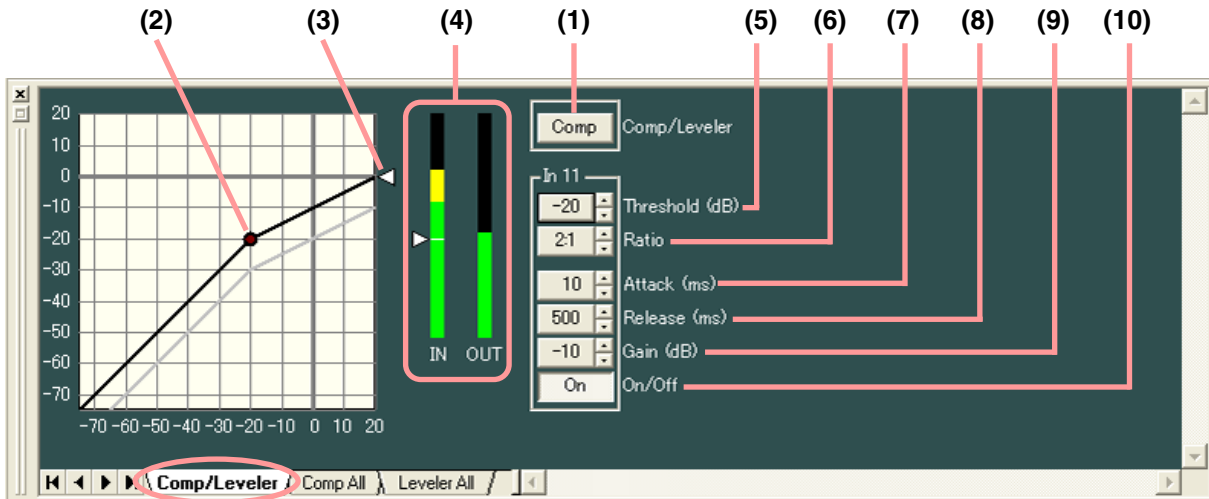 (2) (3) (4) (1) (5) (6) (7) (8) (9) (10)
20
10
0
-10
-20
-30
-40
-50
-60
-70
-70 -60 -50 -40 -30 -20 -10 0 10 20
IN OUT
Comp Comp/Leveler
In 11
-20 Threshold (dB)
2:1 Ratio
10 Attack (ms)
500 Release (ms)
-10 Gain (dB)
On On/Off
Comp/Leveler Comp All Leveler All